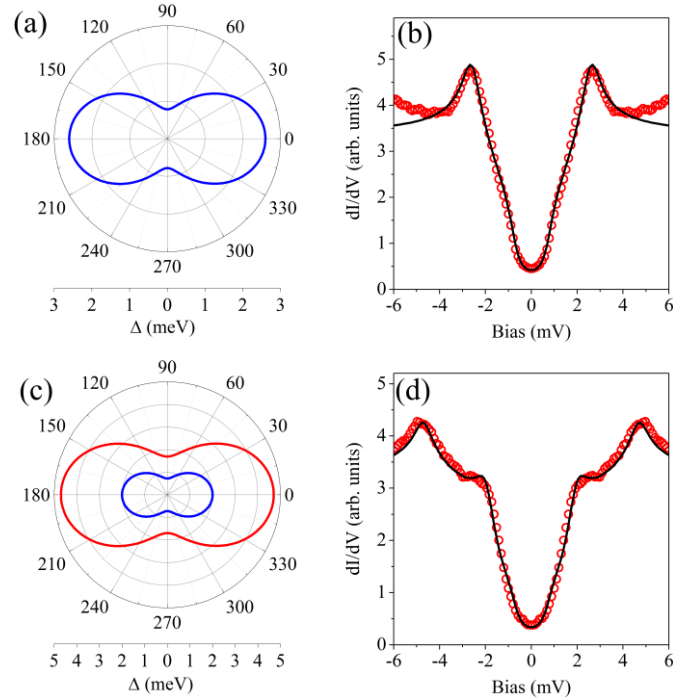 (a)
90
120
60
150
30
180
0
210
330
240
300
270
3 2 1 0 1 2 3
Δ (meV)
(b)
5
4
3
2
1
0
dI/dV (arb. units)
-6 -4 -2 0 2 4 6
Bias (mV)
(c)
90
120
60
150
30
180
0
210
330
240
300
270
5 4 3 2 1 0 1 2 3 4 5
Δ (meV)
(d)
5
4
3
2
1
0
dI/dV (arb. units)
-6 -4 -2 0 2 4 6
Bias (mV)